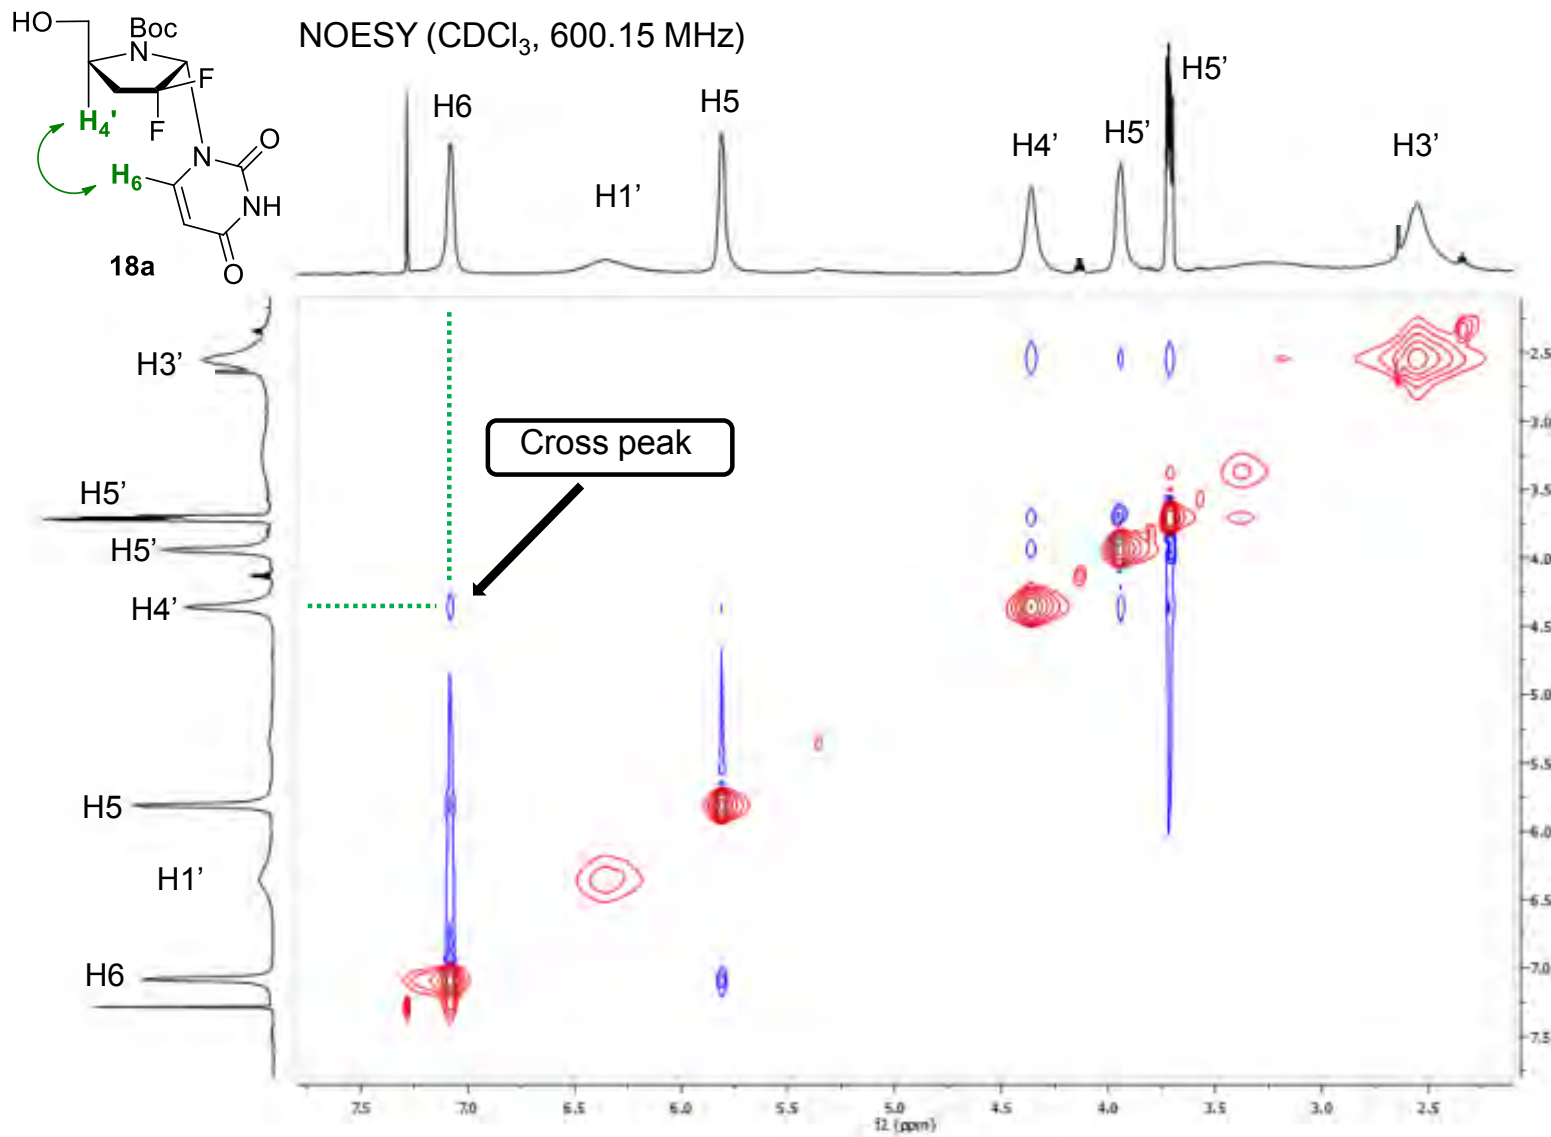 HO
Boc
N
F
H4'
F
H6
N
O
NH
O
18a
NOESY (CDCl3, 600.15 MHz)
H6
H1’
H5
H4’
H5’
H5’
H3’
H3’
H5’
H5’
H4’
H5
H1’
H6
Cross peak
2.5
3.0
3.5
4.0
4.5
5.0
5.5
6.0
6.5
7.0
7.5
7.5 7.0 6.5 6.0 5.5 5.0 4.5 4.0 3.5 3.0 2.5
f2 (ppm)